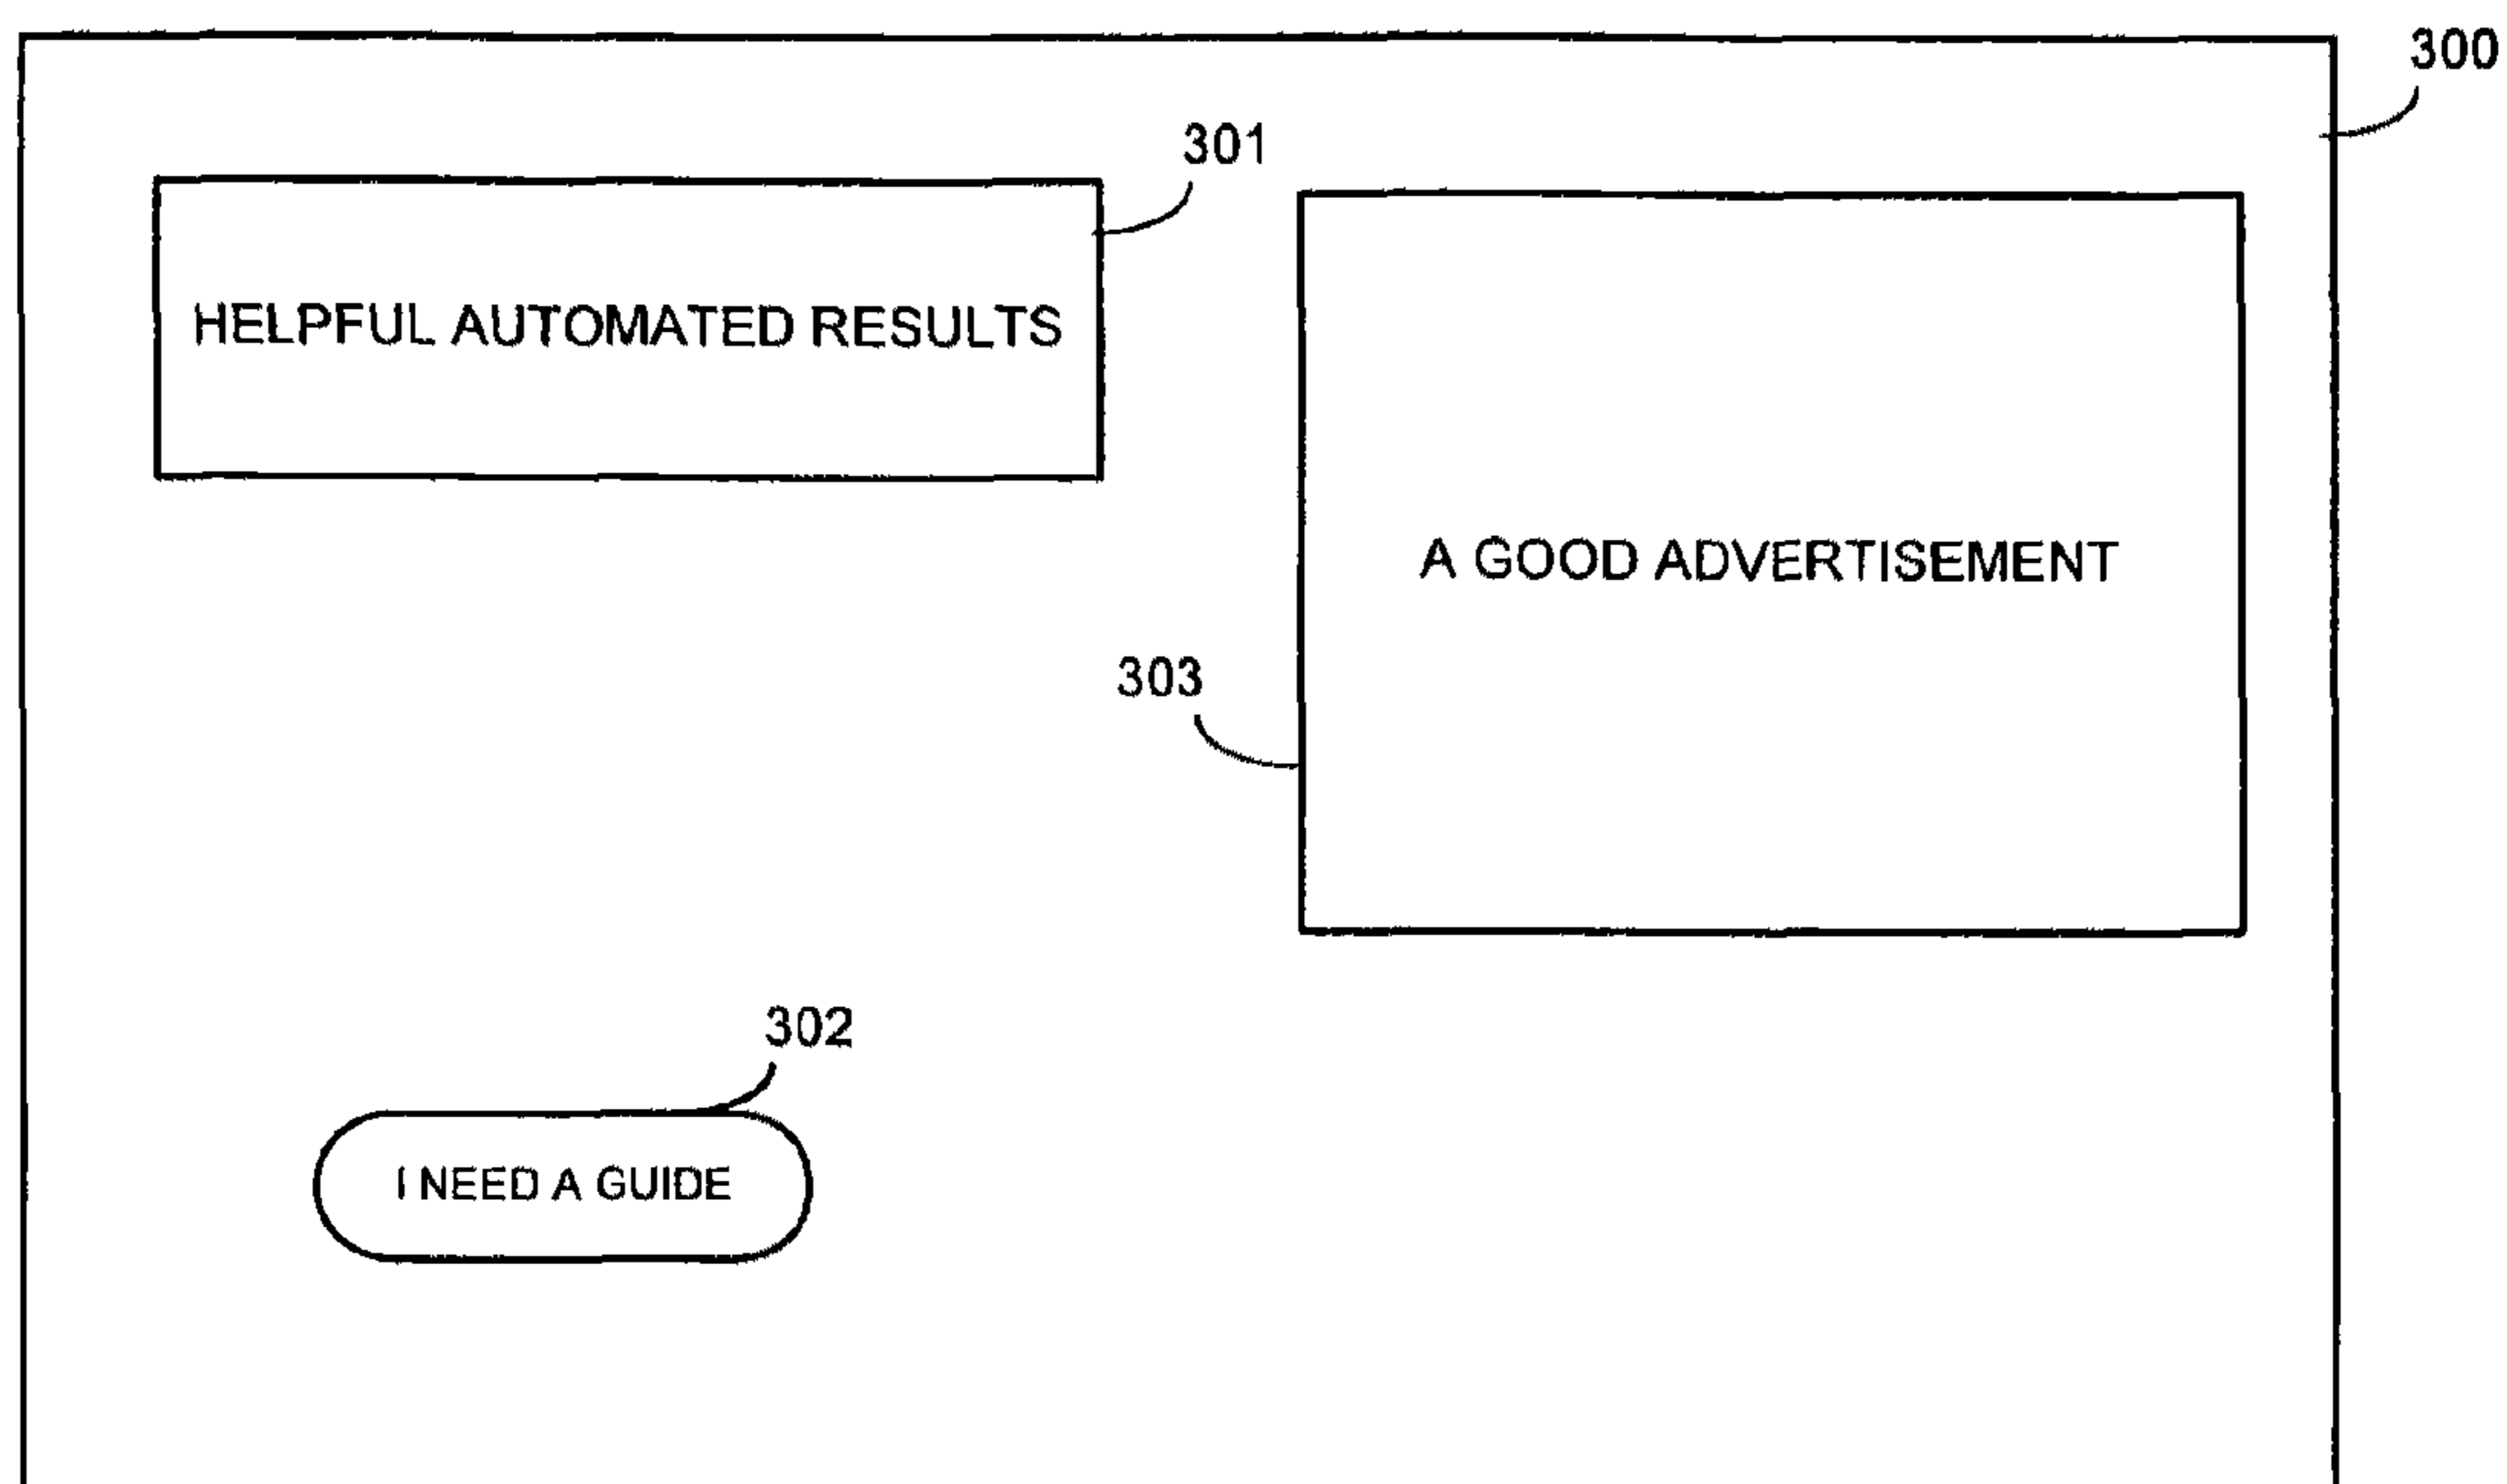 300
301
HELPFUL AUTOMATED RESULTS
A GOOD ADVERTISEMENT
303
302
I NEED A GUIDE